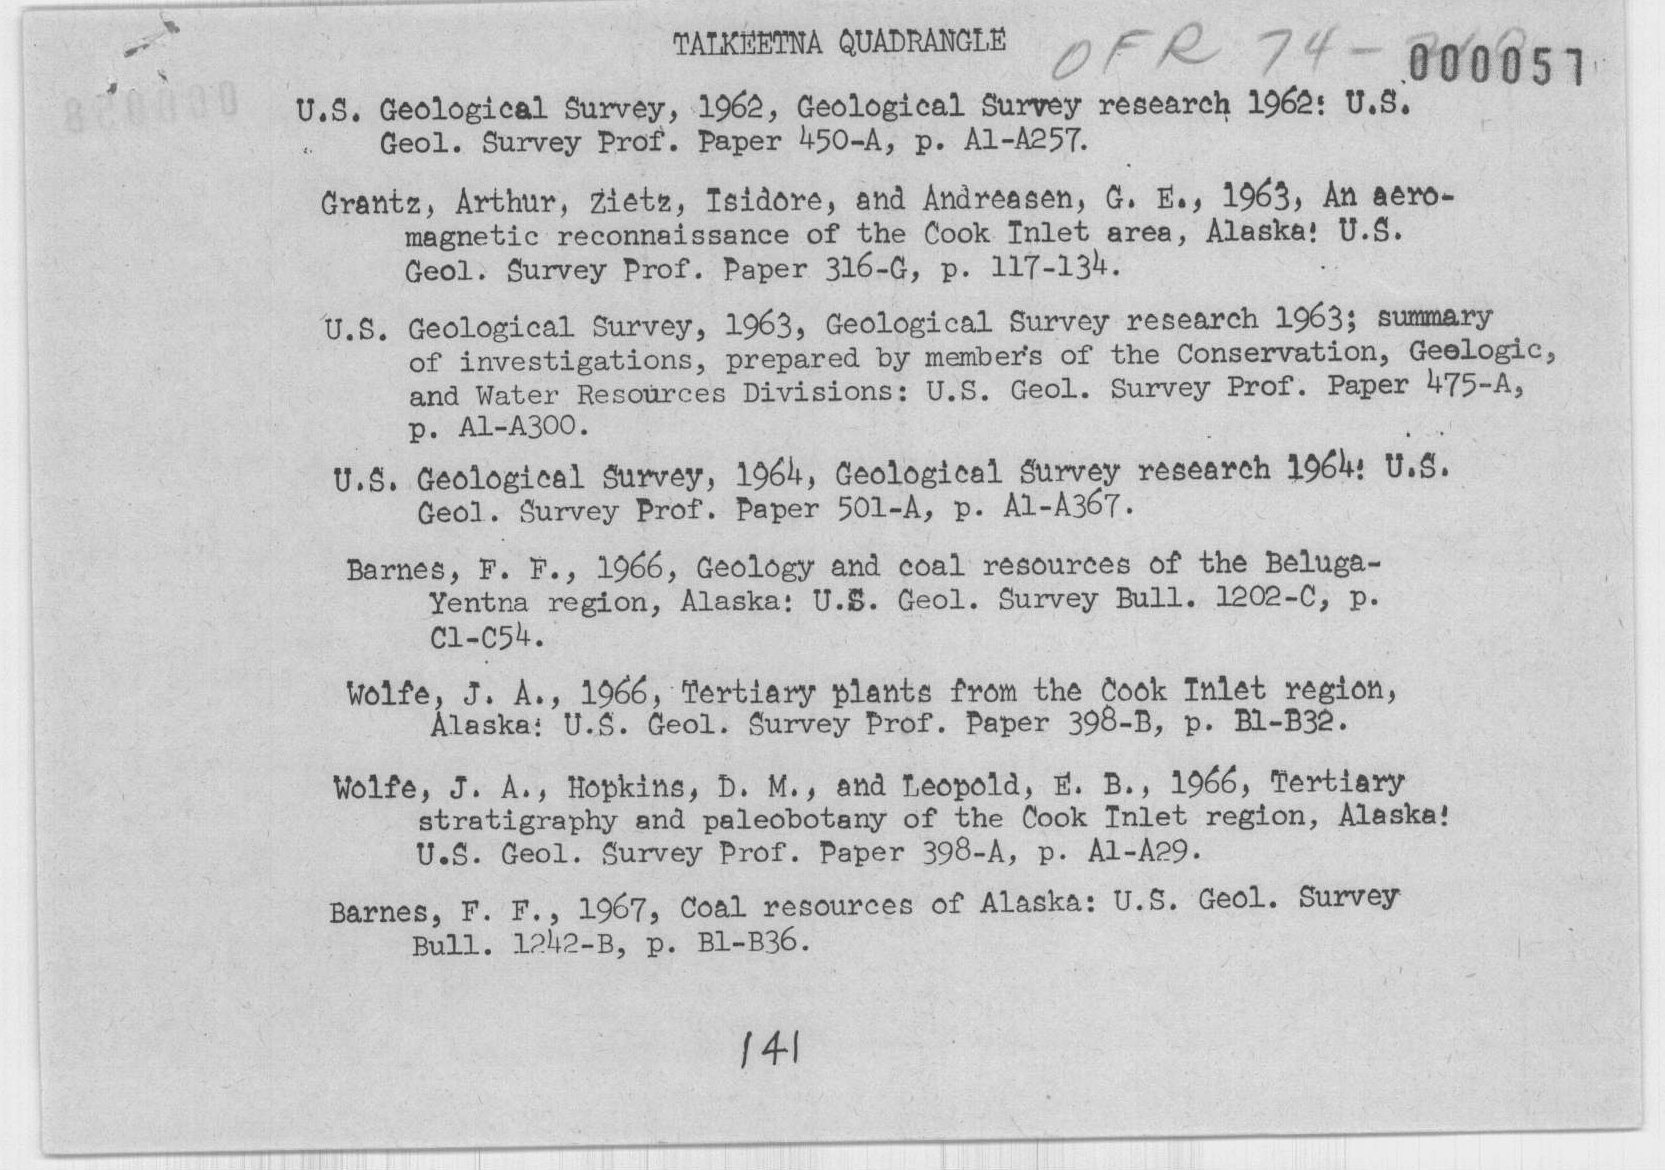 TALKEETNA QUADRANGLE
OFR 74-
000057
U.S. Geological Survey, 1962, Geological Survey research 1962: U.S.
Geol. Survey Prof. Paper 450-A, p. A1-A257.
Grantz, Arthur, Zietz, Isidore, and Andreasen, G. E., 1963, An aero-
magnetic reconnaissance of the Cook Inlet area, Alaska: U.S.
Geol. Survey Prof. Paper 316-G, p. 117-134.
U.S. Geological Survey, 1963, Geological Survey research 1963; summary
of investigations, prepared by members of the Conservation, Geologic,
and Water Resources Divisions: U.S. Geol. Survey Prof. Paper 475-A,
p. A1-A300.
U.S. Geological Survey, 1964, Geological Survey research 1964: U.S.
Geol. Survey Prof. Paper 501-A, p. A1-A367.
Barnes, F. F., 1966, Geology and coal resources of the Beluga-
Yentna region, Alaska: U.S. Geol. Survey Bull. 1202-C, p.
C1-C54.
Wolfe, J. A., 1966, Tertiary plants from the Cook Inlet region,
Alaska: U.S. Geol. Survey Prof. Paper 398-B, p. B1-B32.
Wolfe, J. A., Hopkins, D. M., and Leopold, E. B., 1966, Tertiary
stratigraphy and paleobotany of the Cook Inlet region, Alaska:
U.S. Geol. Survey Prof. Paper 398-A, p. A1-A29.
Barnes, F. F., 1967, Coal resources of Alaska: U.S. Geol. Survey
Bull. 1242-B, p. B1-B36.
141